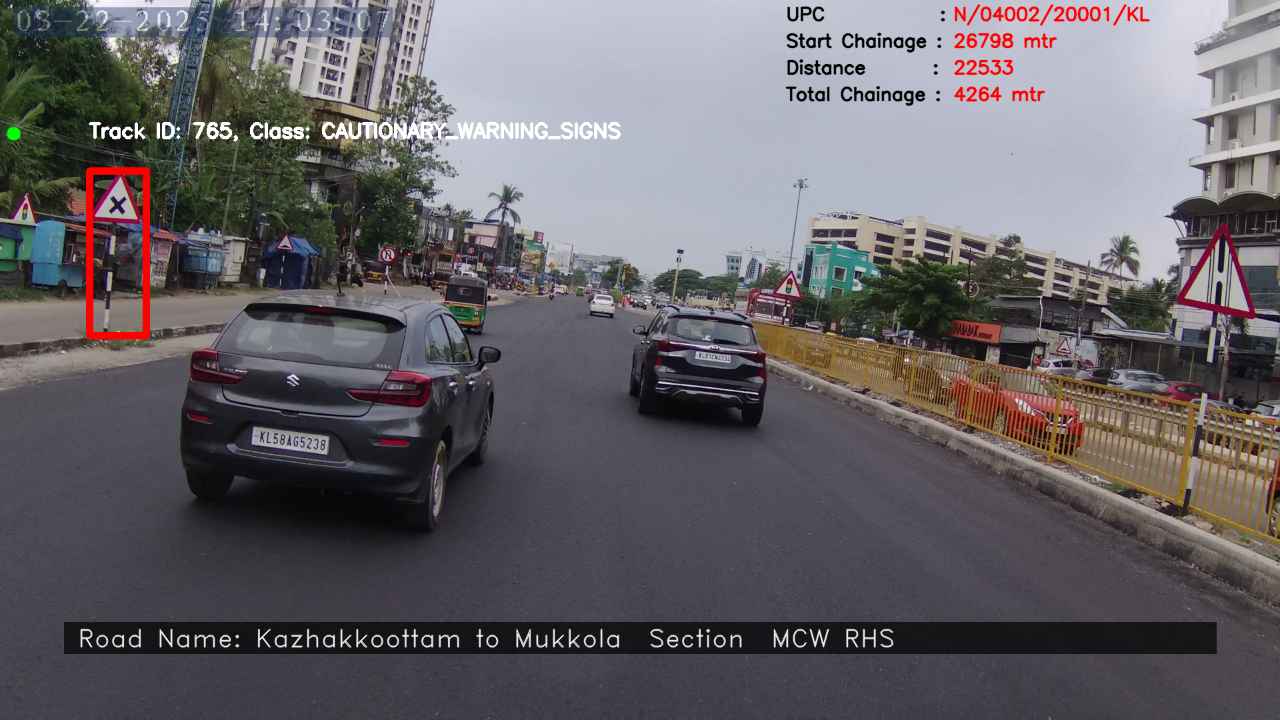 05-22-2025 14:03:07
UPC : N/04002/20001/KL
Start Chainage : 26798 mtr
Distance : 22533
Total Chainage : 4264 mtr
Track ID: 765, Class: CAUTIONARY_WARNING_SIGNS
KL58AG5238
Road Name: Kazhakkoottam to Mukkola Section MCW RHS